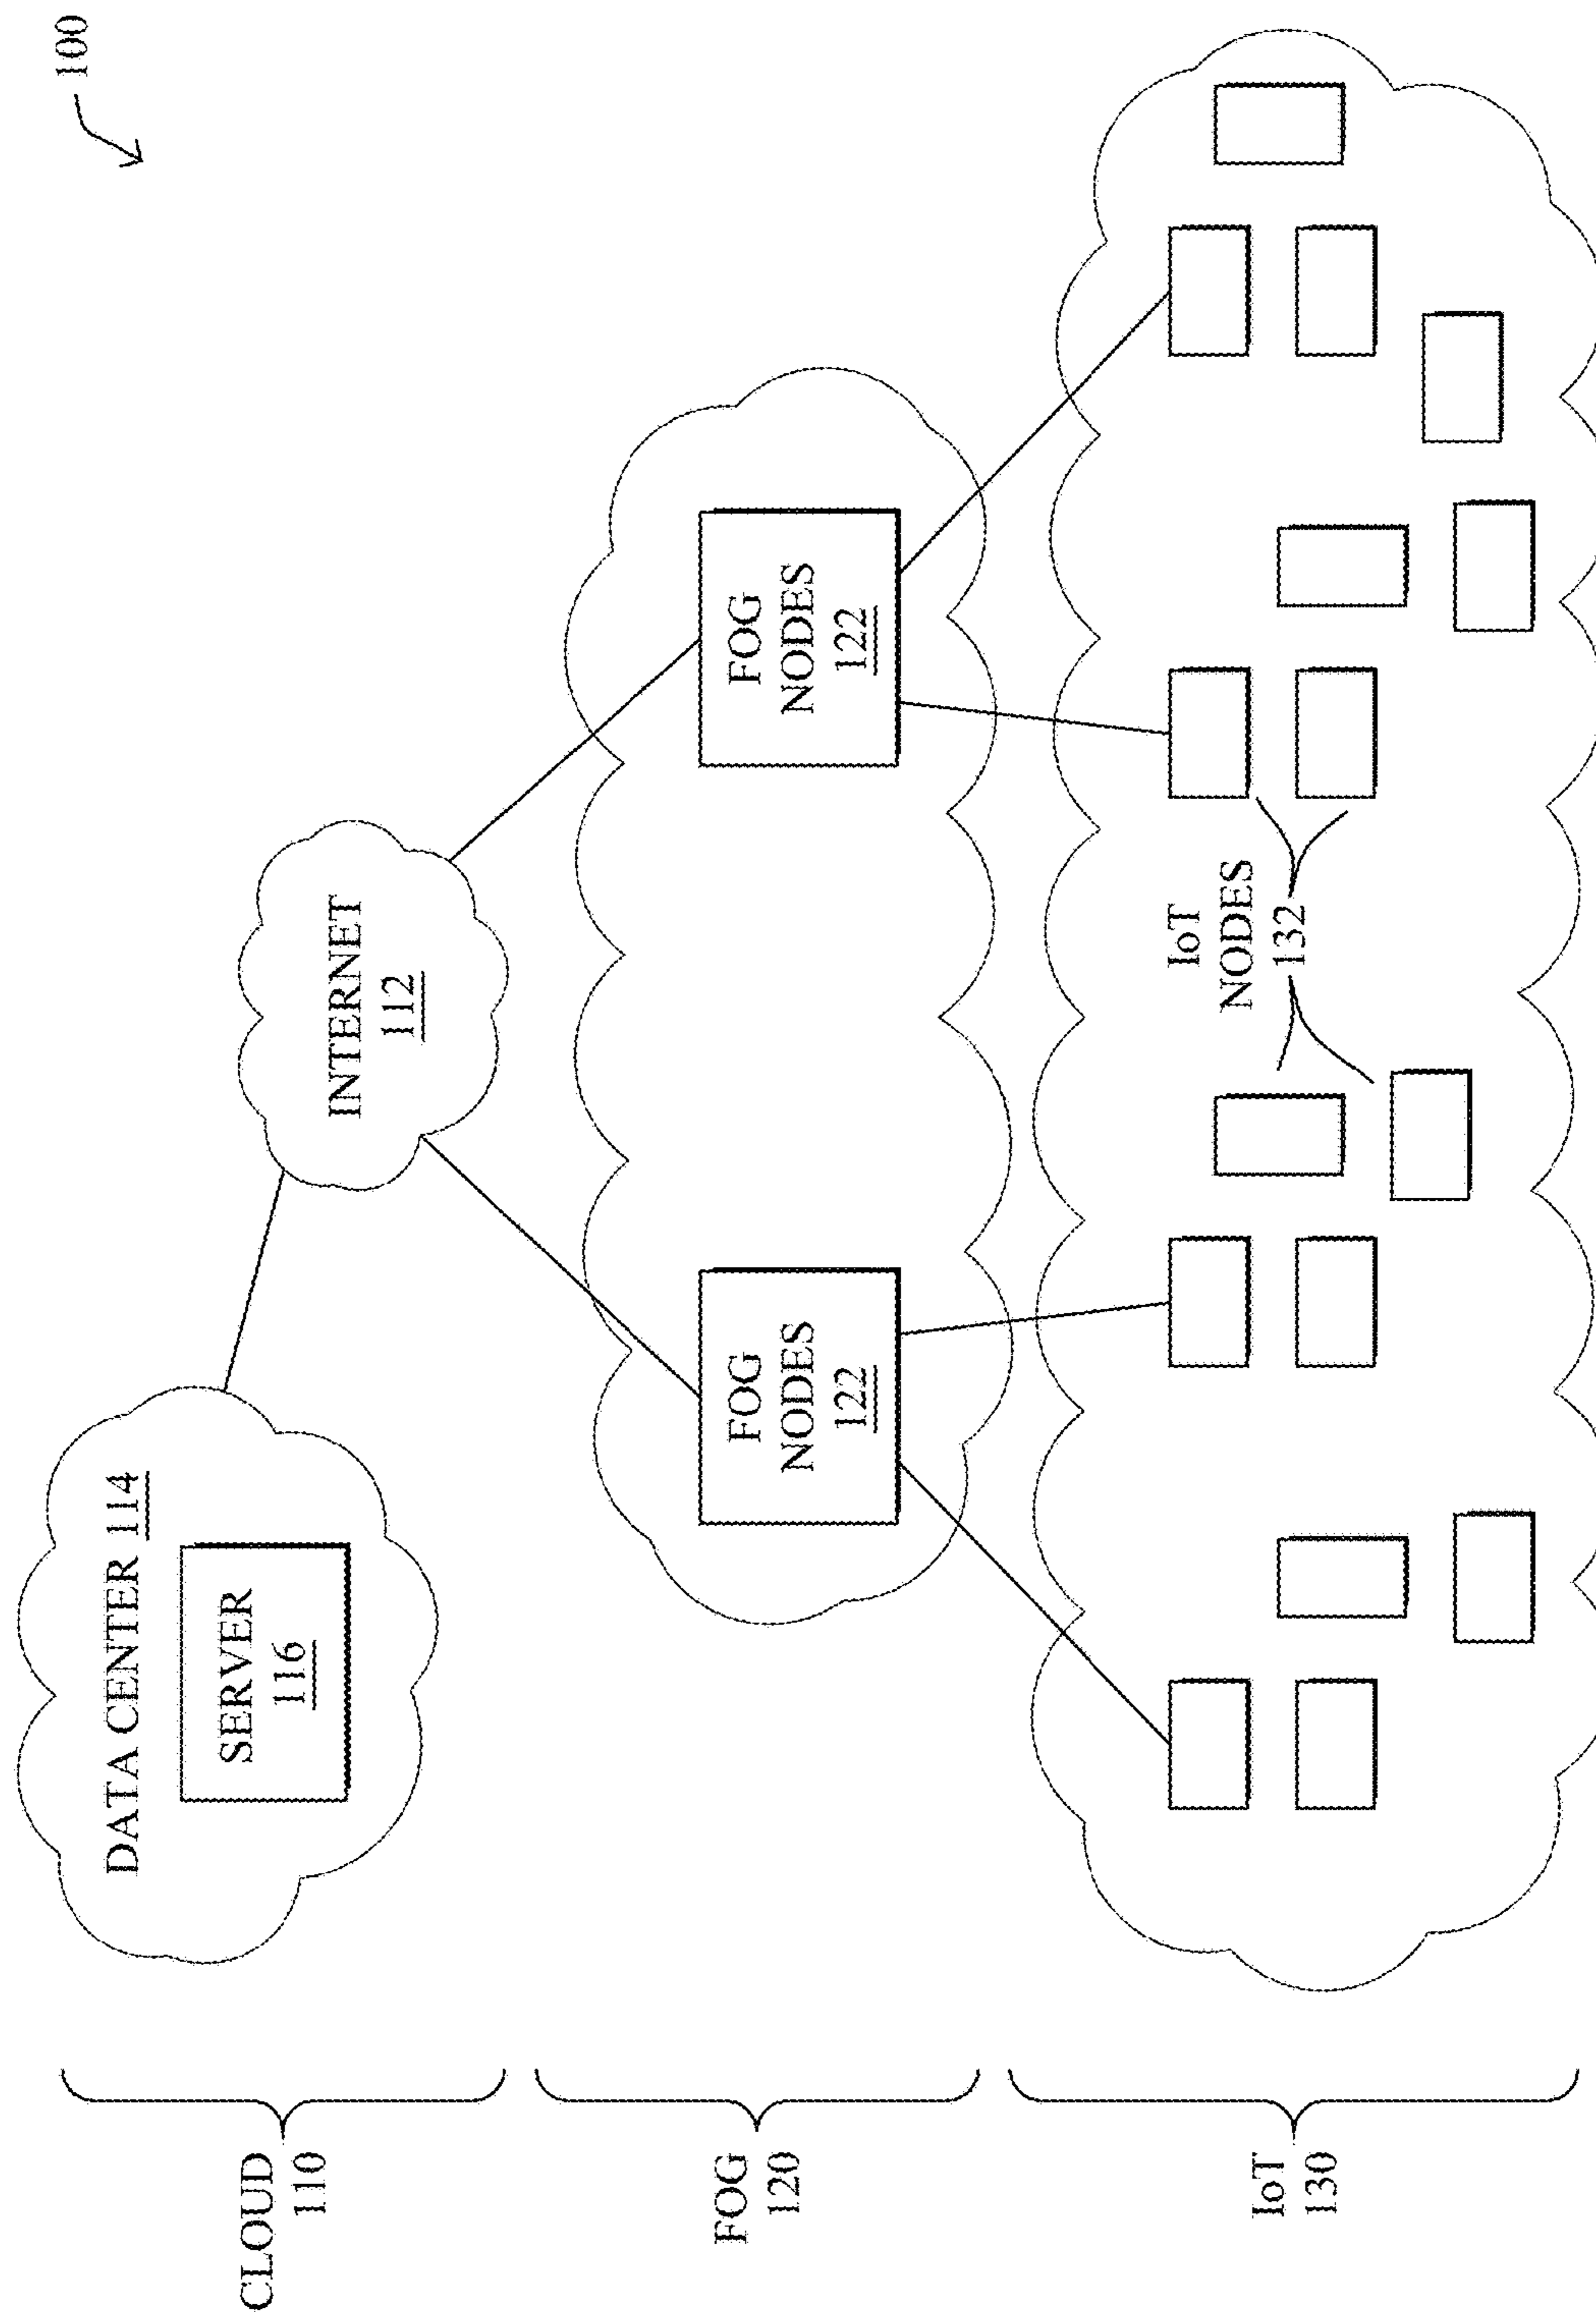 100
CLOUD
110
DATA CENTER 114
SERVER
116
INTERNET
112
FOG
120
FOG
NODES
122
FOG
NODES
122
IoT
130
IoT
NODES
132